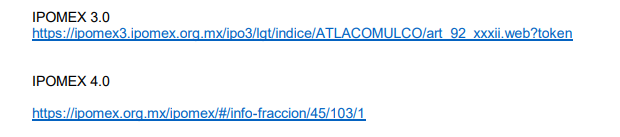 IPOMEX 3.0
https://ipomex3.ipomex.org.mx/ipo3/lgt/indice/ATLACOMULCO/art_92_xxxii.web?token
IPOMEX 4.0
https://ipomex.org.mx/ipomex/#/info-fraccion/45/103/1